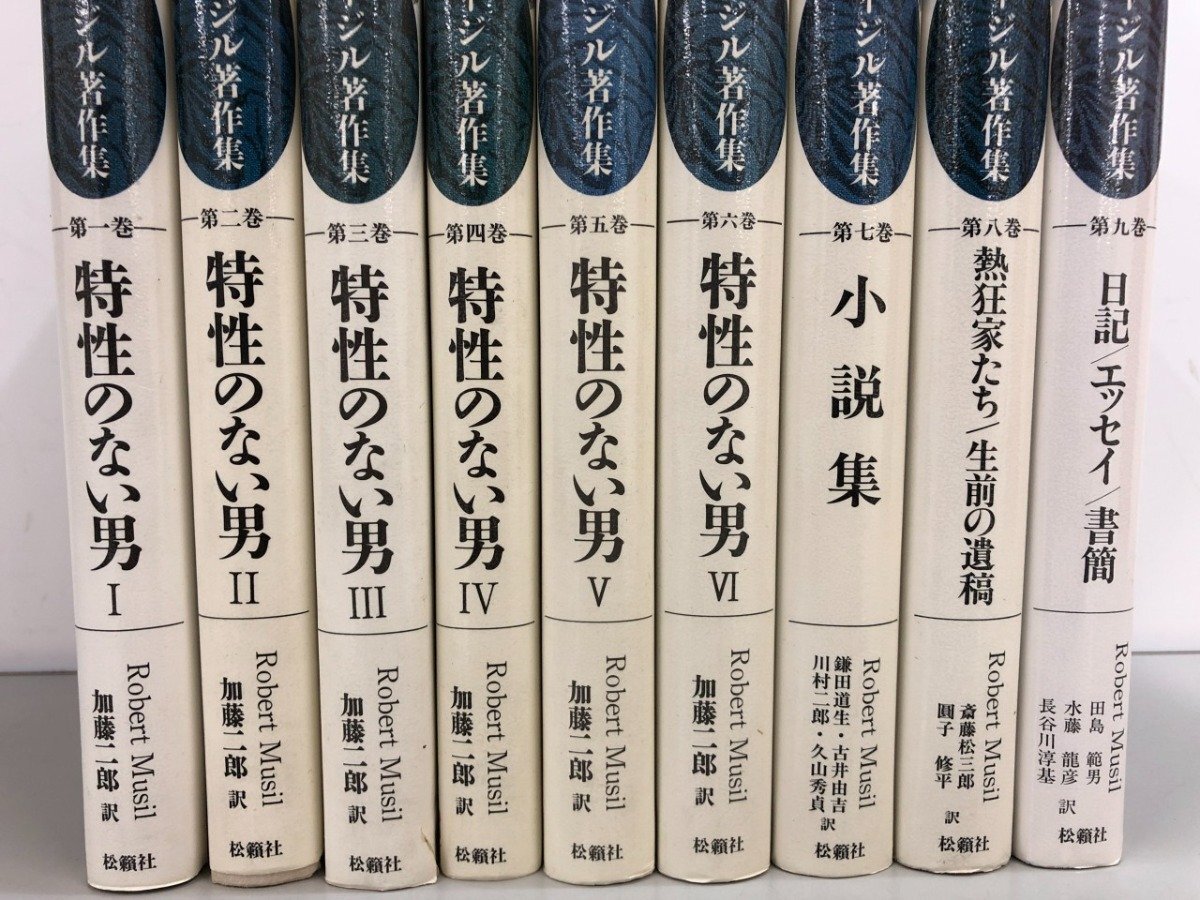 ージル著作集
第一巻
特性のない男
I
Robert Musil
加藤二郎 訳
松籟社
ージル著作集
第二巻
特性のない男
II
Robert Musil
加藤二郎 訳
松籟社
ージル著作集
第三巻
特性のない男
III
Robert Musil
加藤二郎 訳
松籟社
ージル著作集
第四巻
特性のない男
IV
Robert Musil
加藤二郎 訳
松籟社
ージル著作集
第五巻
特性のない男
V
Robert Musil
加藤二郎 訳
松籟社
ージル著作集
第六巻
特性のない男
VI
Robert Musil
加藤二郎 訳
松籟社
ージル著作集
第七巻
小説集
Robert Musil
鎌田道生・古井由吉
川村二郎・久山秀貞 訳
松籟社
ージル著作集
第八巻
熱狂家たち/生前の遺稿
Robert Musil
斎藤松三郎
圓子 修平 訳
松籟社
ージル著作集
第九巻
日記/エッセイ/書簡
Robert Musil
田島 範男
水藤 龍彦 訳
長谷川淳基
松籟社